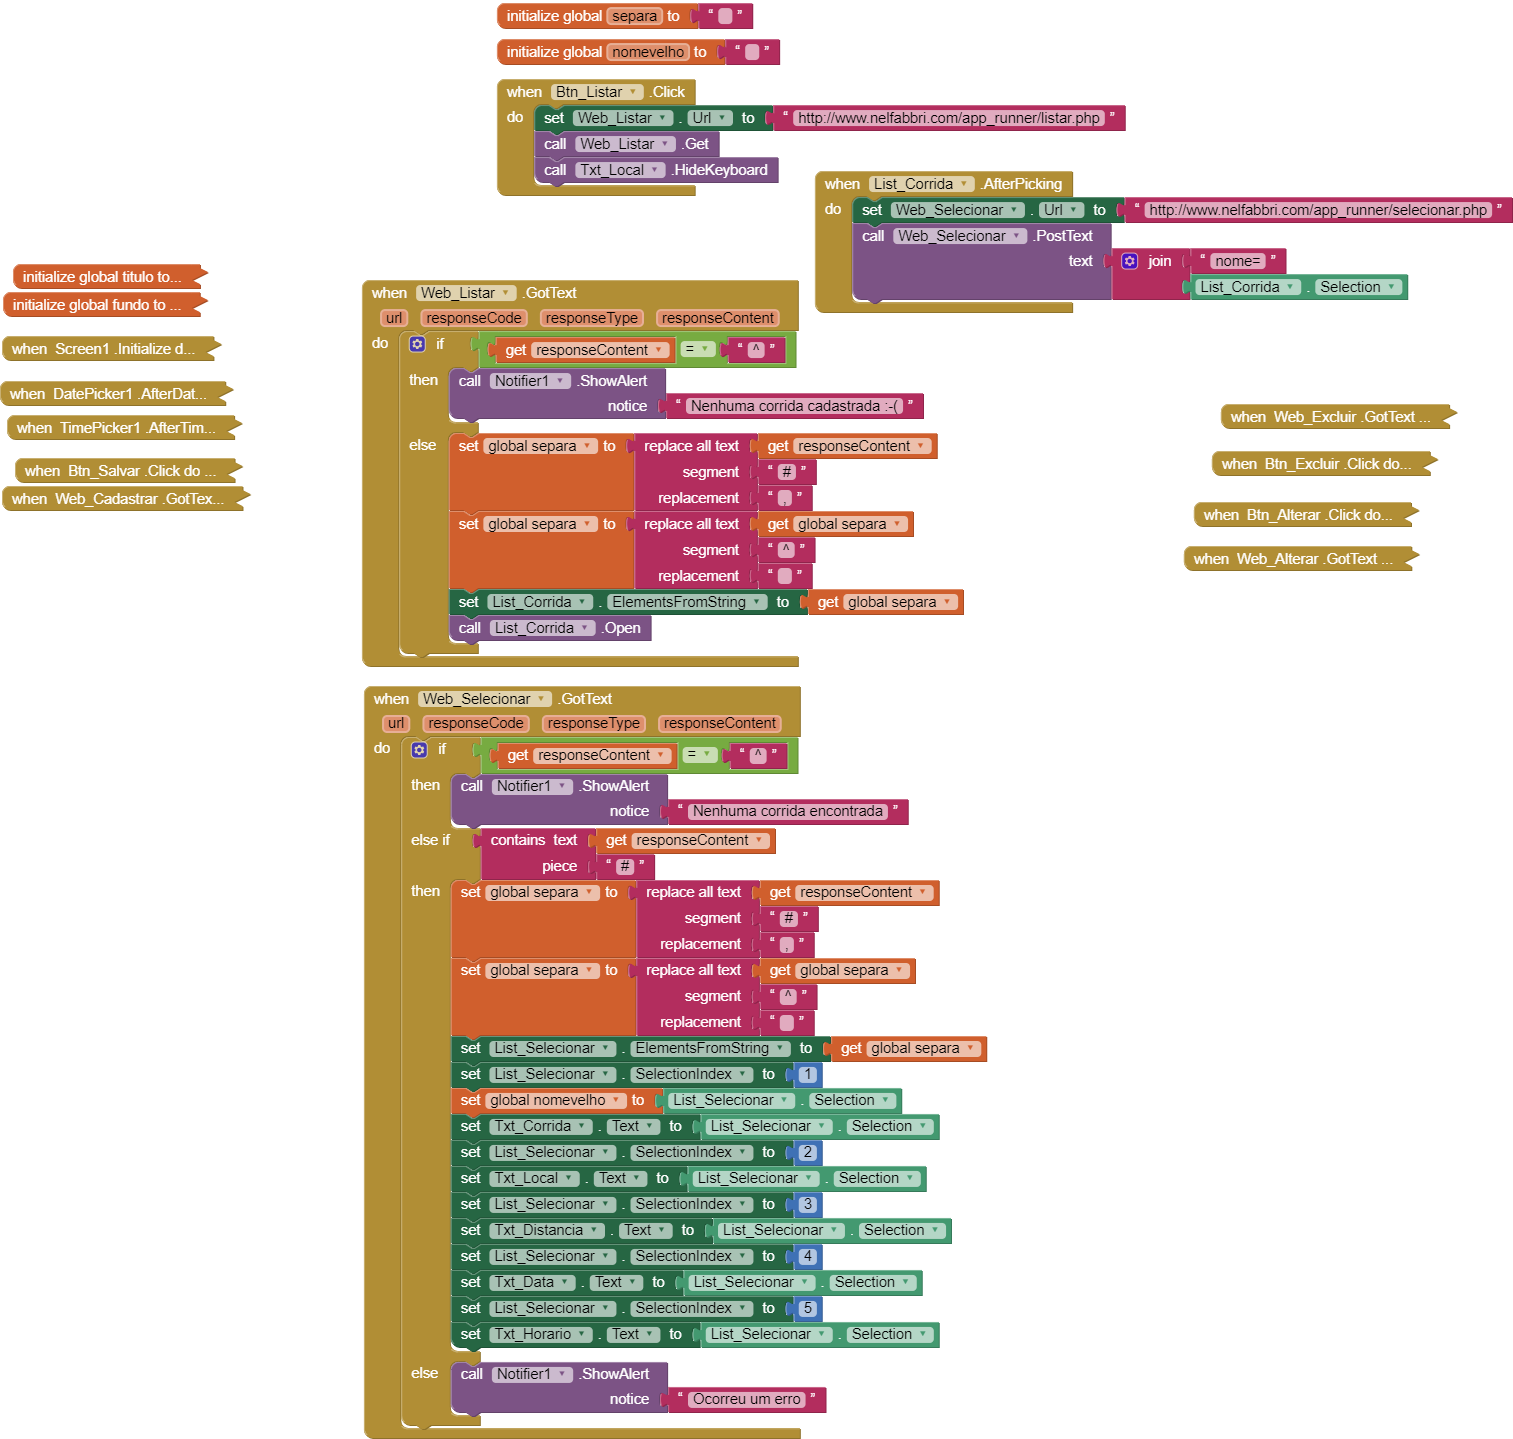 initialize global separa to “ ”
initialize global nomevelho to “ ”
when Btn_Listar .Click
do set Web_Listar . Url to “ http://www.nelfabbri.com/app_runner/listar.php ”
call Web_Listar .Get
call Txt_Local .HideKeyboard
when List_Corrida .AfterPicking
do set Web_Selecionar . Url to “ http://www.nelfabbri.com/app_runner/selecionar.php ”
call Web_Selecionar .PostText
text join “ nome= ”
List_Corrida . Selection
initialize global titulo to...
initialize global fundo to ...
when Screen1 .Initialize d...
when DatePicker1 .AfterDat...
when TimePicker1 .AfterTim...
when Btn_Salvar .Click do ...
when Web_Cadastrar .GotTex...
when Web_Listar .GotText
url responseCode responseType responseContent
do if get responseContent = “ ^ ”
then call Notifier1 .ShowAlert
notice “ Nenhuma corrida cadastrada :-( ”
else set global separa to replace all text get responseContent
segment “ # ”
replacement “ , ”
set global separa to replace all text get global separa
segment “ ^ ”
replacement “ ”
set List_Corrida . ElementsFromString to get global separa
call List_Corrida .Open
when Web_Excluir .GotText ...
when Btn_Excluir .Click do...
when Btn_Alterar .Click do...
when Web_Alterar .GotText ...
when Web_Selecionar .GotText
url responseCode responseType responseContent
do if get responseContent = “ ^ ”
then call Notifier1 .ShowAlert
notice “ Nenhuma corrida encontrada ”
else if contains text get responseContent
piece “ # ”
then set global separa to replace all text get responseContent
segment “ # ”
replacement “ , ”
set global separa to replace all text get global separa
segment “ ^ ”
replacement “ ”
set List_Selecionar . ElementsFromString to get global separa
set List_Selecionar . SelectionIndex to 1
set global nomevelho to List_Selecionar . Selection
set Txt_Corrida . Text to List_Selecionar . Selection
set List_Selecionar . SelectionIndex to 2
set Txt_Local . Text to List_Selecionar . Selection
set List_Selecionar . SelectionIndex to 3
set Txt_Distancia . Text to List_Selecionar . Selection
set List_Selecionar . SelectionIndex to 4
set Txt_Data . Text to List_Selecionar . Selection
set List_Selecionar . SelectionIndex to 5
set Txt_Horario . Text to List_Selecionar . Selection
else call Notifier1 .ShowAlert
notice “ Ocorreu um erro ”